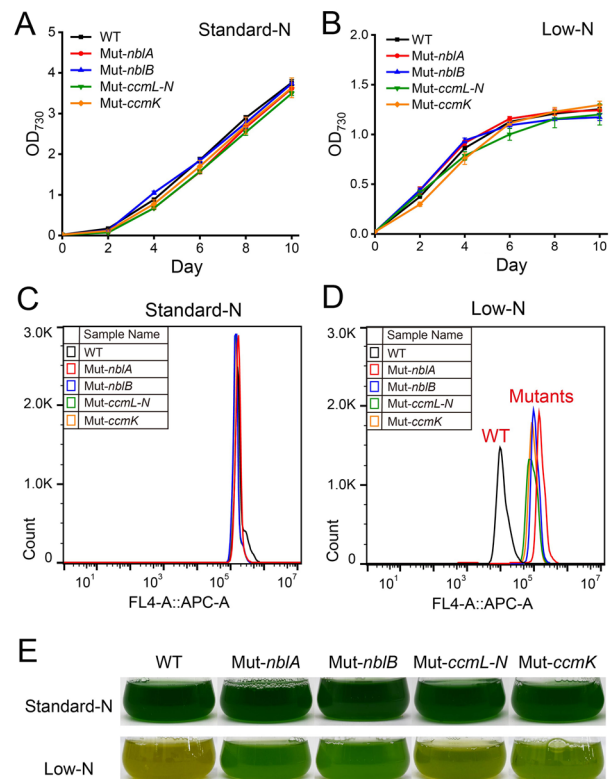 A
Standard-N
WT
Mut-nblA
Mut-nblB
Mut-ccmL-N
Mut-ccmK
OD730
5
4
3
2
1
0
0 2 4 6 8 10
Day
B
Low-N
WT
Mut-nblA
Mut-nblB
Mut-ccmL-N
Mut-ccmK
OD730
2.0
1.5
1.0
0.5
0.0
0 2 4 6 8 10
Day
C
Standard-N
3.0K
2.0K
1.0K
0
Count
Sample Name
WT
Mut-nblA
Mut-nblB
Mut-ccmL-N
Mut-ccmK
10¹ 10³ 10⁵ 10⁷
FL4-A::APC-A
D
Low-N
3.0K
2.0K
1.0K
0
Count
Sample Name
WT
Mut-nblA
Mut-nblB
Mut-ccmL-N
Mut-ccmK
WT
Mutants
10¹ 10³ 10⁵ 10⁷
FL4-A::APC-A
E
WT Mut-nblA Mut-nblB Mut-ccmL-N Mut-ccmK
Standard-N
Low-N